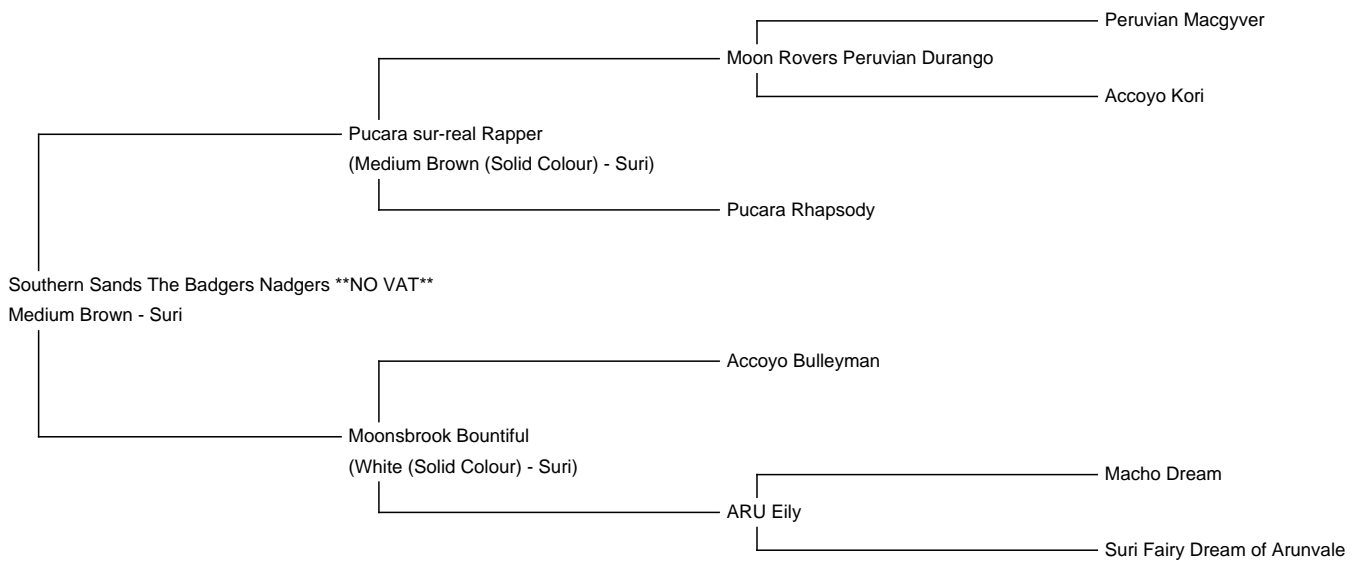 Peruvian Macgyver
Moon Rovers Peruvian Durango
Accoyo Kori
Pucara sur-real Rapper
(Medium Brown (Solid Colour) - Suri)
Pucara Rhapsody
Southern Sands The Badgers Nadgers **NO VAT**
Medium Brown - Suri
Accoyo Bulleyman
Moonsbrook Bountiful
(White (Solid Colour) - Suri)
Macho Dream
ARU Eily
Suri Fairy Dream of Arunvale